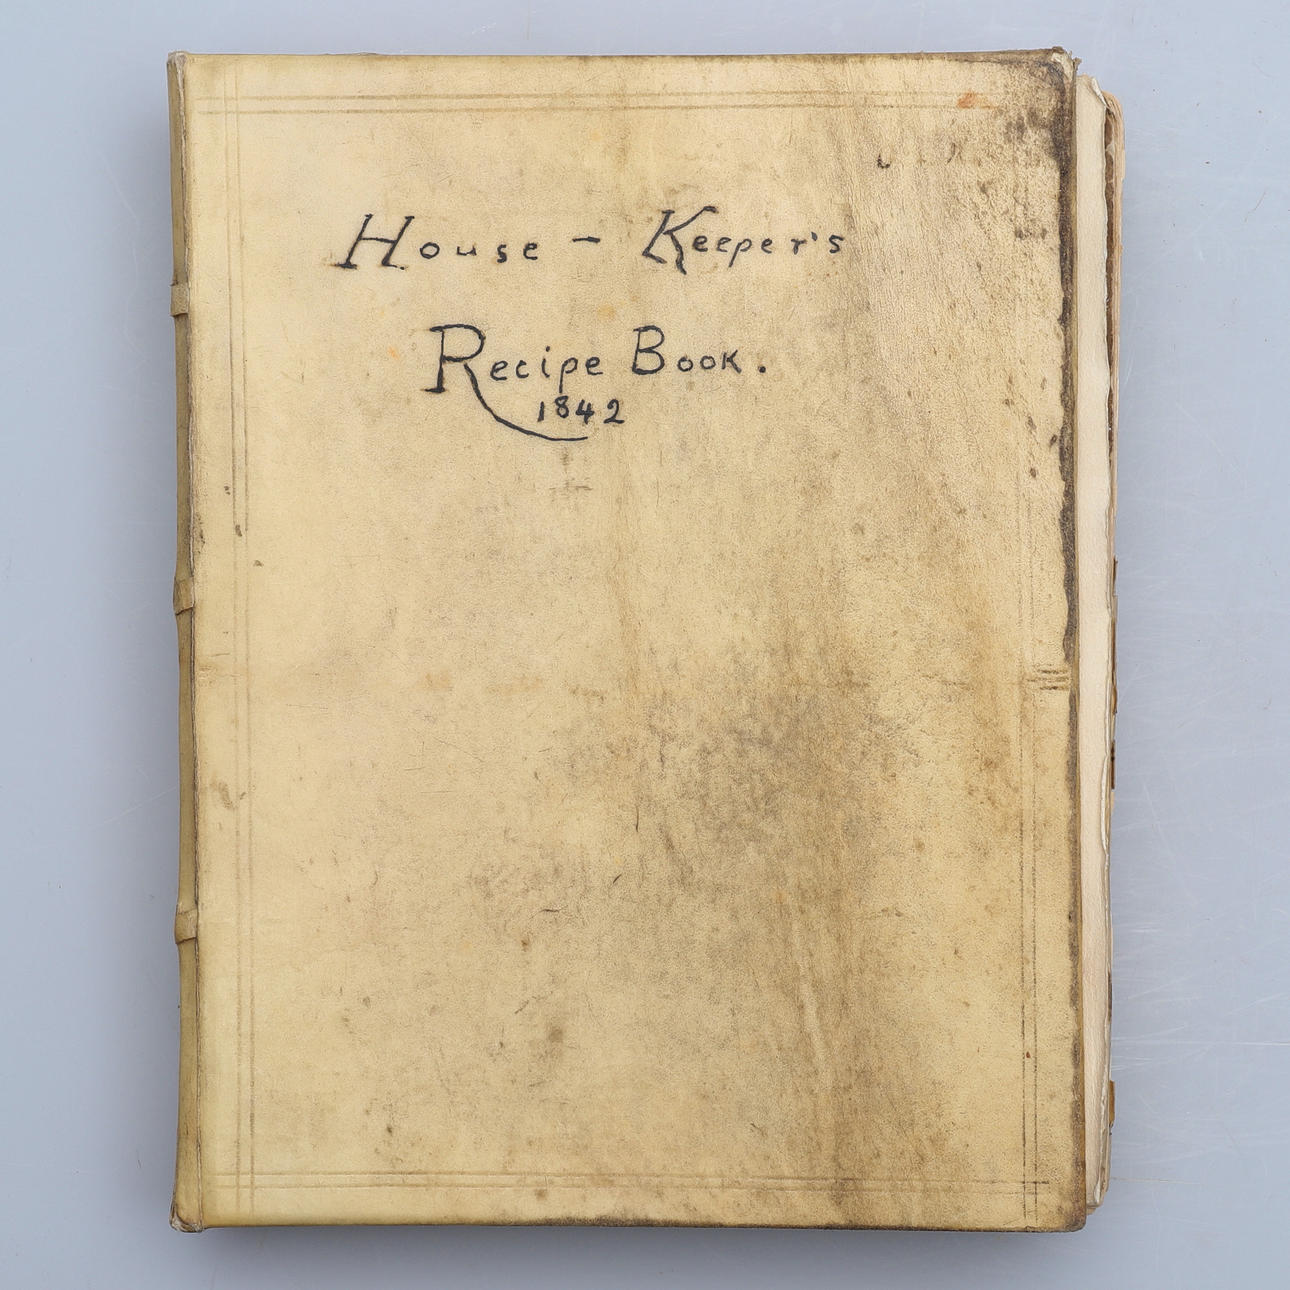 House - Keeper's
Recipe Book.
1842